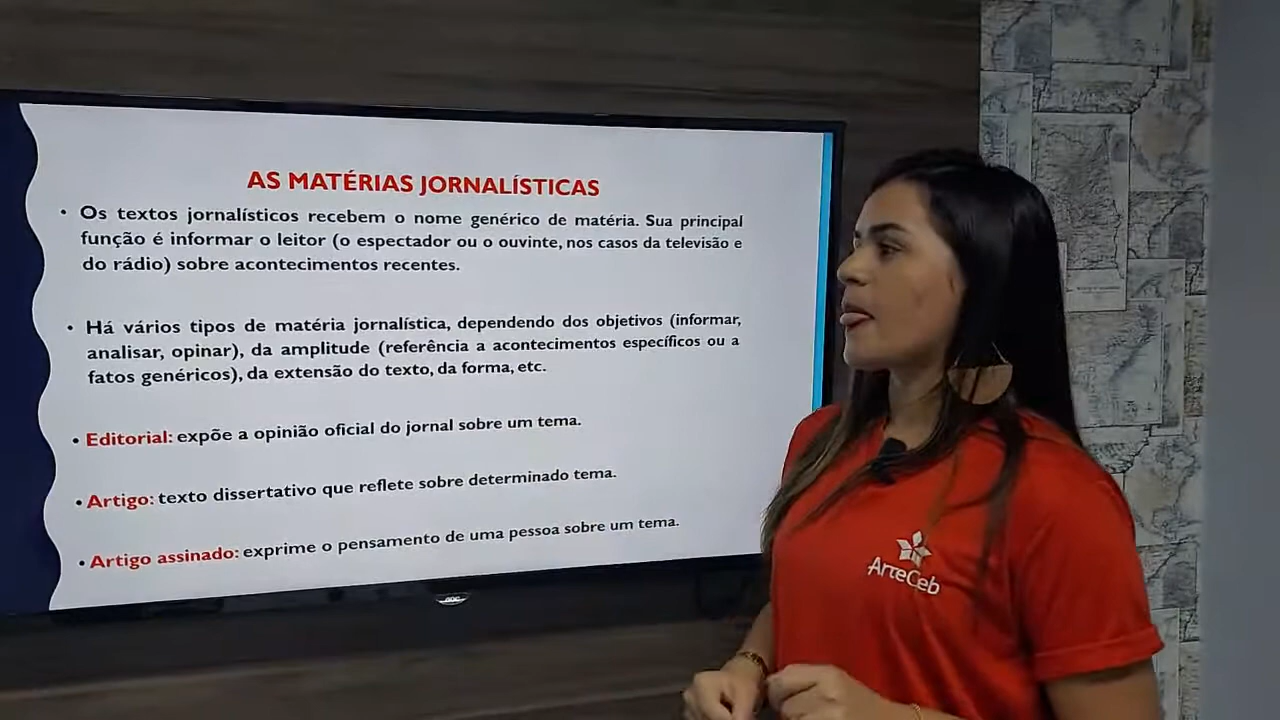 AS MATÉRIAS JORNALÍSTICAS
• Os textos jornalísticos recebem o nome genérico de matéria. Sua principal
função é informar o leitor (o espectador ou o ouvinte, nos casos da televisão e
do rádio) sobre acontecimentos recentes.
• Há vários tipos de matéria jornalística, dependendo dos objetivos (informar,
analisar, opinar), da amplitude (referência a acontecimentos específicos ou a
fatos genéricos), da extensão do texto, da forma, etc.
• Editorial: expõe a opinião oficial do jornal sobre um tema.
• Artigo: texto dissertativo que reflete sobre determinado tema.
• Artigo assinado: exprime o pensamento de uma pessoa sobre um tema.
AOC
ArteCeb